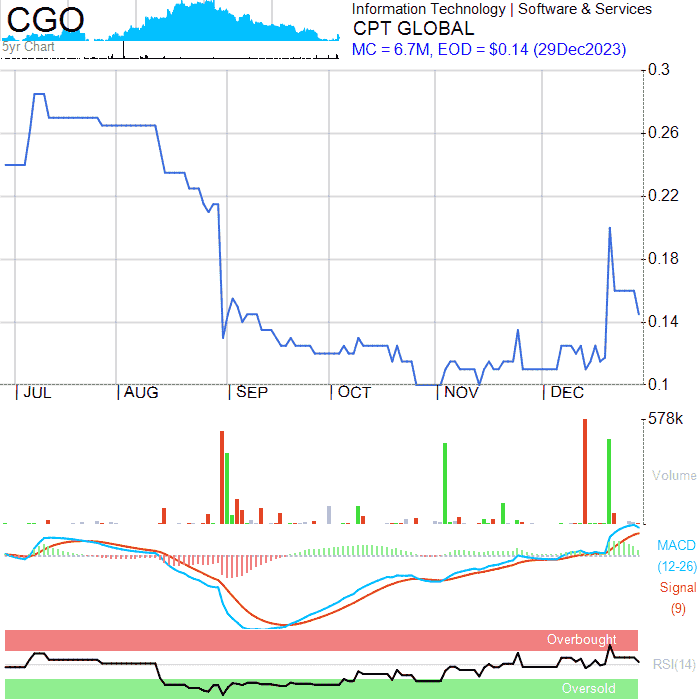 CGO
5yr Chart
Information Technology | Software & Services
CPT GLOBAL
MC = 6.7M, EOD = $0.14 (29Dec2023)
0.3
0.26
0.22
0.18
0.14
0.1
JUL AUG SEP OCT NOV DEC
578k
Volume
MACD
(12-26)
Signal
(9)
Overbought
RSI(14)
Oversold